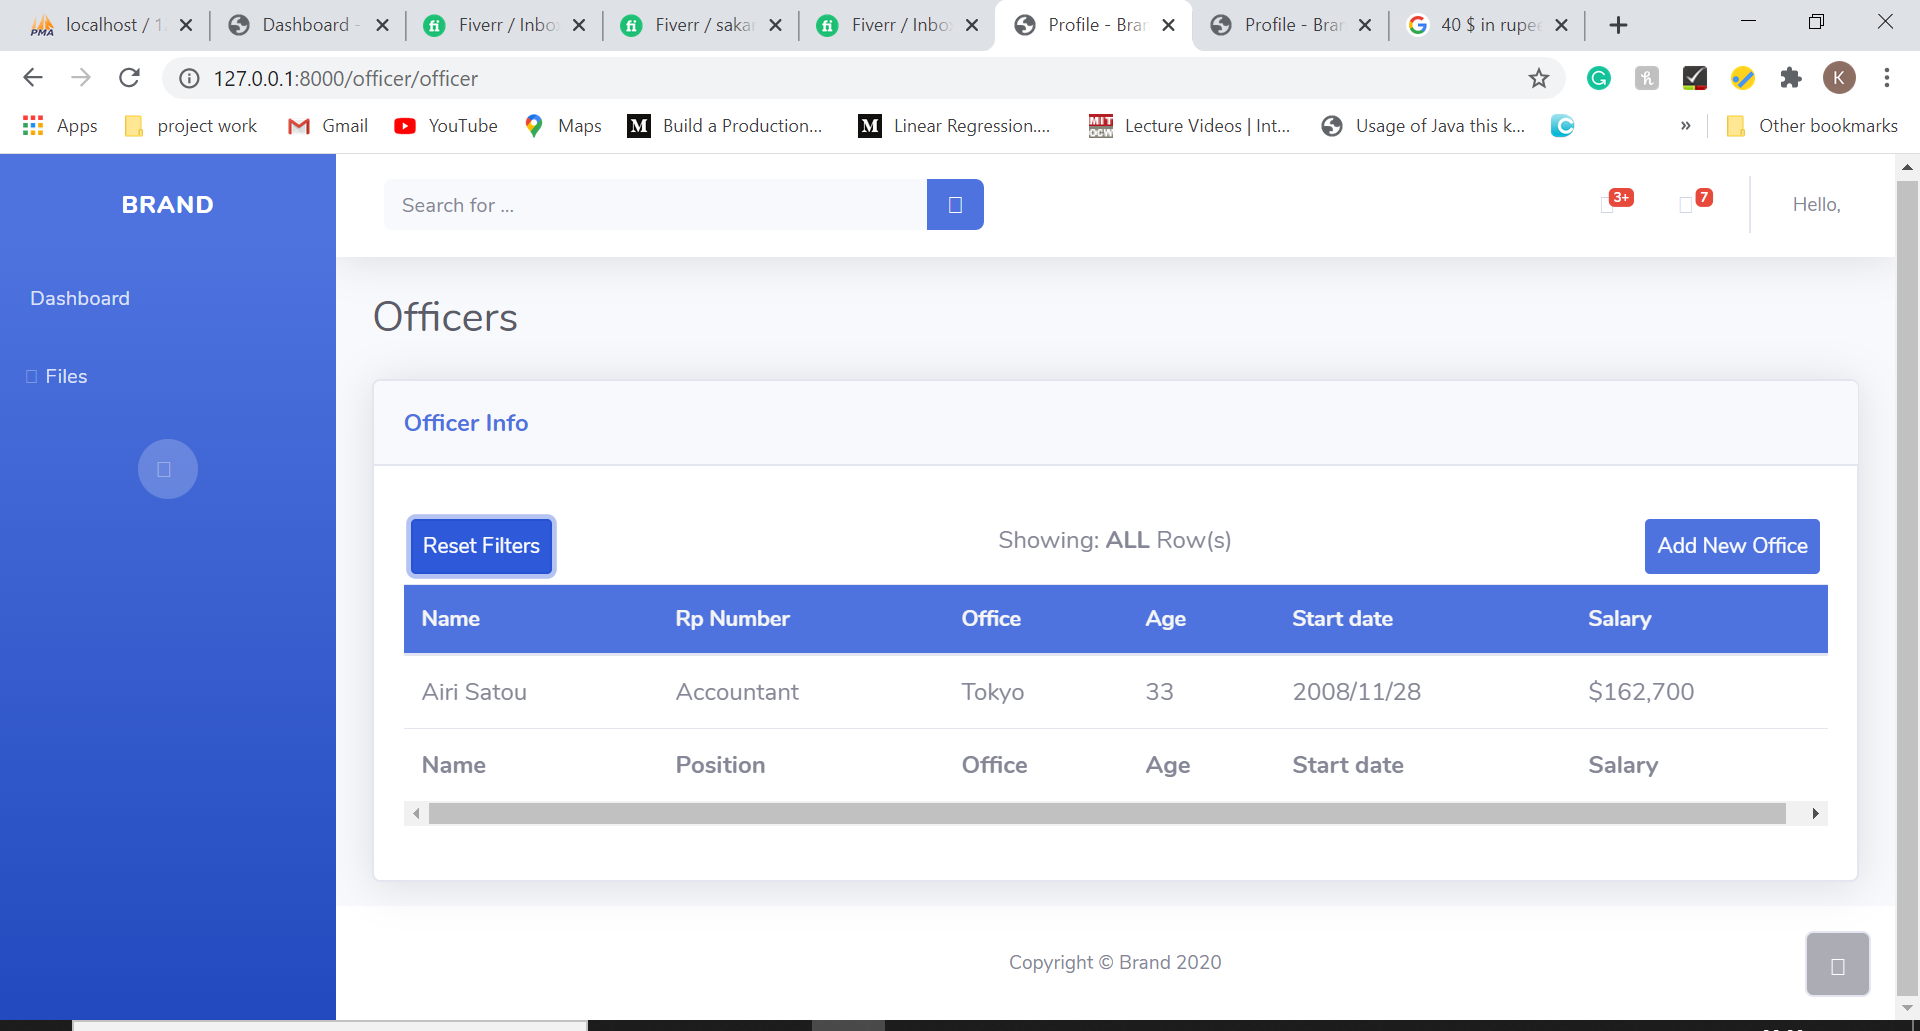 localhost / 1
Dashboard -
Fiverr / Inbo
Fiverr / saka
Fiverr / Inbo
Profile - Bra
Profile - Bra
40 $ in rupe
127.0.0.1:8000/officer/officer
K
Apps
project work
Gmail
YouTube
Maps
M
Build a Production...
M
Linear Regression....
MIT
OCW
Lecture Videos | Int...
Usage of Java this k...
»
Other bookmarks
BRAND
Search for ...
3+
7
Hello,
Dashboard
Files
Officers
Officer Info
Reset Filters
Showing: ALL Row(s)
Add New Office
Name Rp Number Office Age Start date Salary
Airi Satou Accountant Tokyo 33 2008/11/28 $162,700
Name Position Office Age Start date Salary
Copyright © Brand 2020